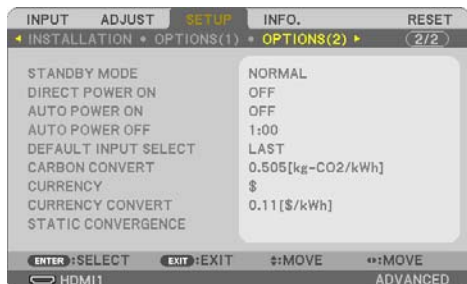 INPUT ADJUST SETUP INFO. RESET
INSTALLATION • OPTIONS(1) • OPTIONS(2) 2/2
STANDBY MODE NORMAL
DIRECT POWER ON OFF
AUTO POWER ON OFF
AUTO POWER OFF 1:00
DEFAULT INPUT SELECT LAST
CARBON CONVERT 0.505[kg-CO2/kWh]
CURRENCY $
CURRENCY CONVERT 0.11[$/kWh]
STATIC CONVERGENCE
ENTER :SELECT EXIT :EXIT :MOVE :MOVE
HDMI1 ADVANCED